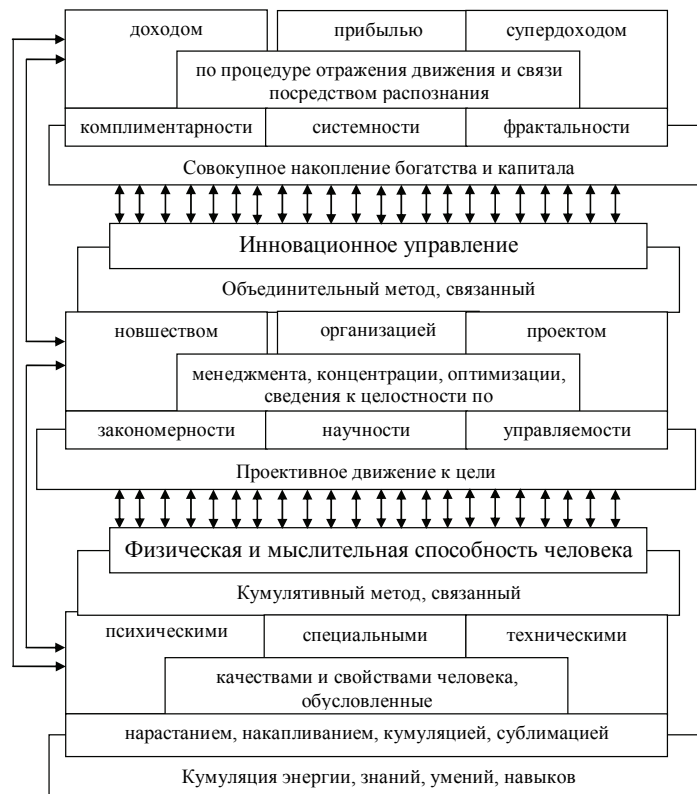 доходом
прибылью
супердоходом
по процедуре отражения движения и связи
посредством распознания
комплиментарности
системности
фрактальности
Совокупное накопление богатства и капитала
Инновационное управление
Объединительный метод, связанный
новшеством
организацией
проектом
менеджмента, концентрации, оптимизации,
сведения к целостности по
закономерности
научности
управляемости
Проективное движение к цели
Физическая и мыслительная способность человека
Кумулятивный метод, связанный
психическими
специальными
техническими
качествами и свойствами человека,
обусловленные
нарастанием, накапливанием, кумуляцией, сублимацией
Кумуляция энергии, знаний, умений, навыков